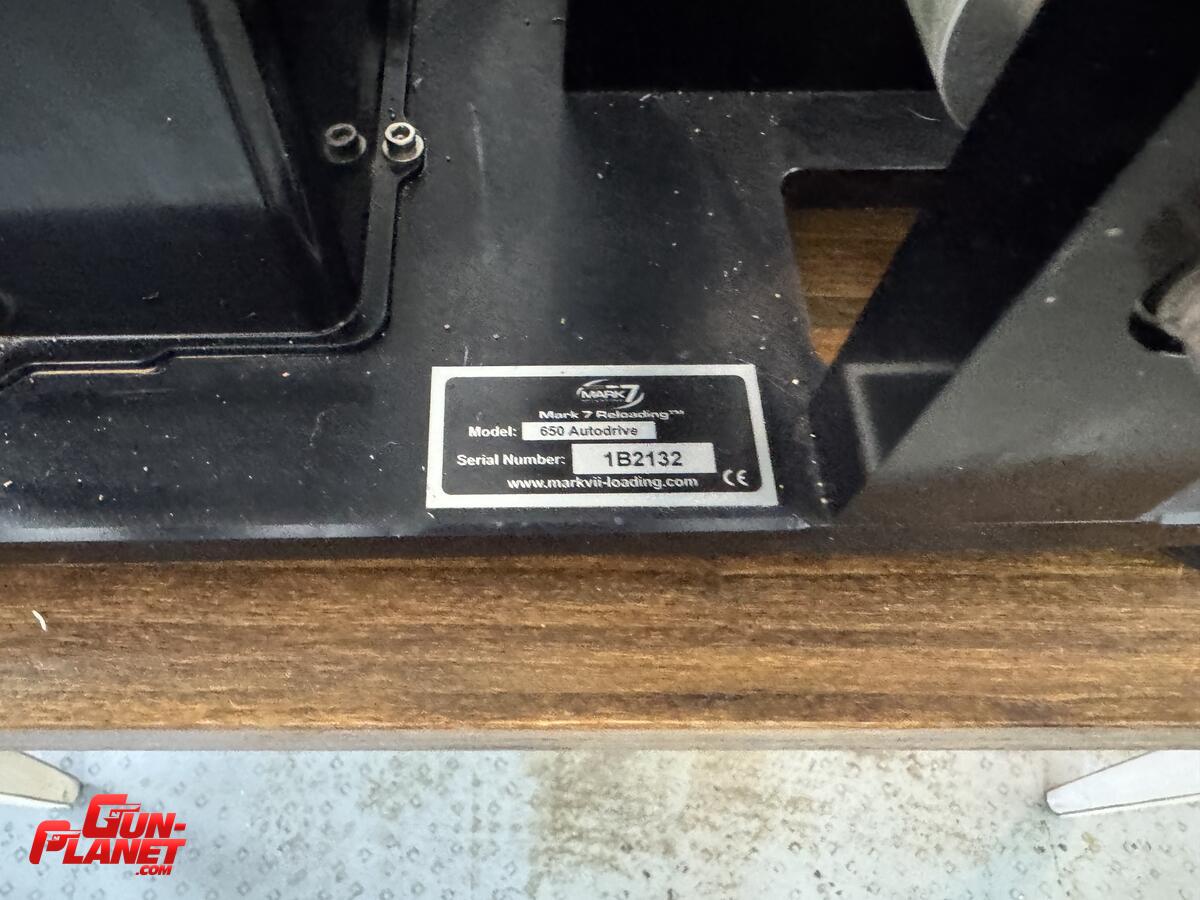 MARK 7
Mark 7 Reloading™
Model: 650 Autodrive
Serial Number: 1B2132
www.markvii-loading.com CE
GUN-
PLANET
.COM